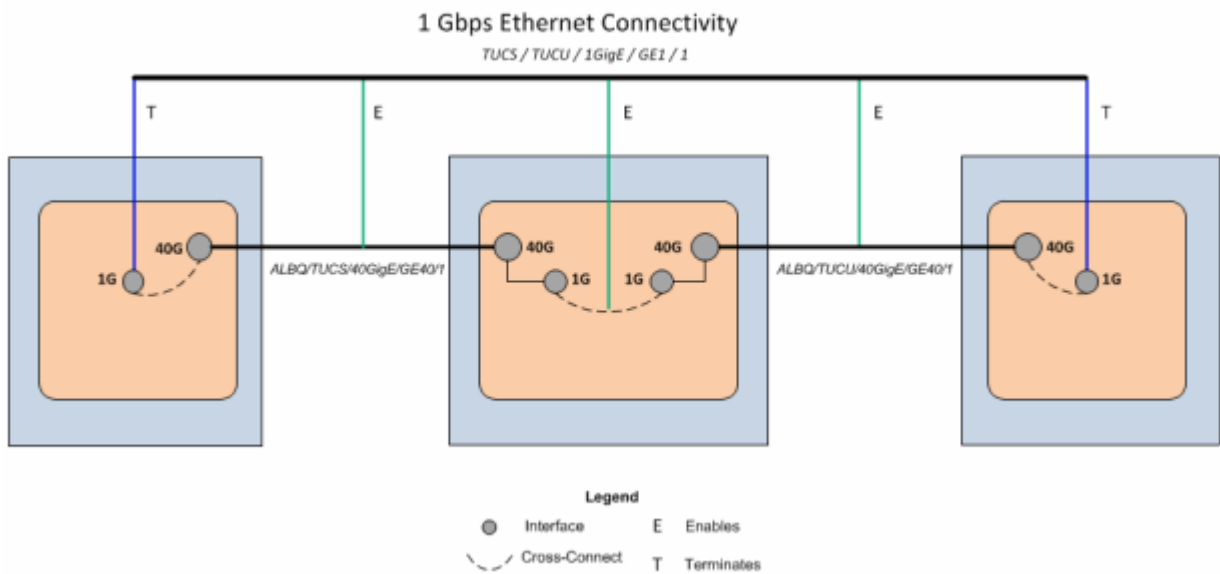 1 Gbps Ethernet Connectivity
TUCS / TUCU / 1GigE / GE1 / 1
T
E
E
E
T
40G
1G
ALBQ/TUCS/40GigE/GE40/1
40G
40G
1G
1G
ALBQ/TUCU/40GigE/GE40/1
40G
1G
Legend
Interface
E Enables
Cross-Connect
T Terminates